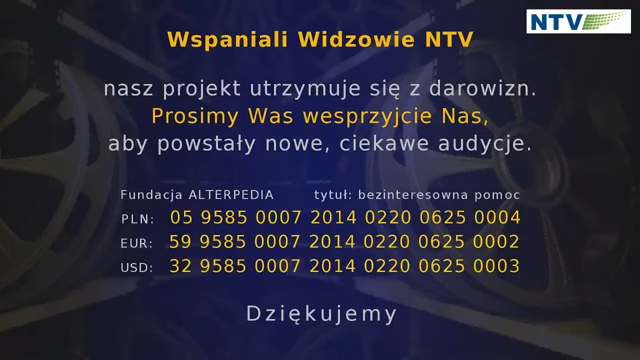 NTV
Wspaniali Widzowie NTV
nasz projekt utrzymuje się z darowizn.
Prosimy Was wesprzyjcie Nas,
aby powstały nowe, ciekawe audycje.
Fundacja ALTERPEDIA tytuł: bezinteresowna pomoc
PLN: 05 9585 0007 2014 0220 0625 0004
EUR: 59 9585 0007 2014 0220 0625 0002
USD: 32 9585 0007 2014 0220 0625 0003
Dziękujemy